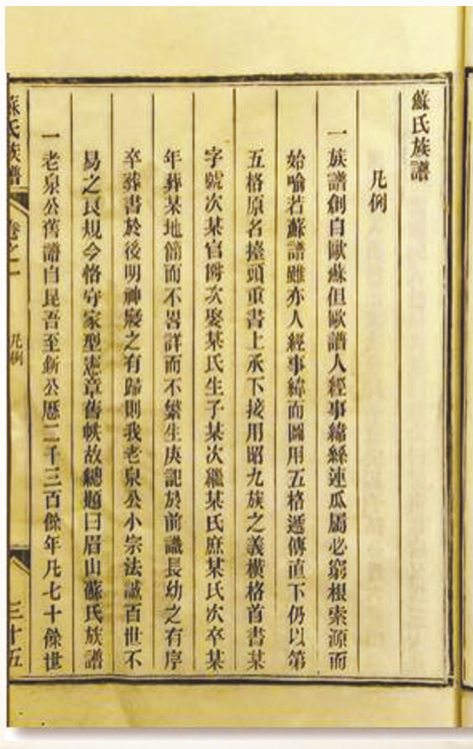 蘇氏族譜
凡例
一族譜創自歐蘇但歐譜人經事緯絲連瓜屬必窮根索源而
始喻若蘇譜雖亦人經事緯而圖用五格遞傳直下仍以第
五格原名擡頭重書上承下接用昭九族之義橫格首書某
字號次某官爵次娶某氏生子某次繼某氏庶某氏次卒某
年葬某地簡而不畧詳而不繁生庚記於前識長幼之有序
卒葬書於後明神凝之有歸則我老泉公小宗法誠百世不
易之良規今恪守家型憲章舊帙故總題曰眉山蘇氏族譜
一老泉公舊譜自昆吾至釿公歷二千三百餘年凡七十餘世
蘇氏族譜 卷之一 凡例 三十五